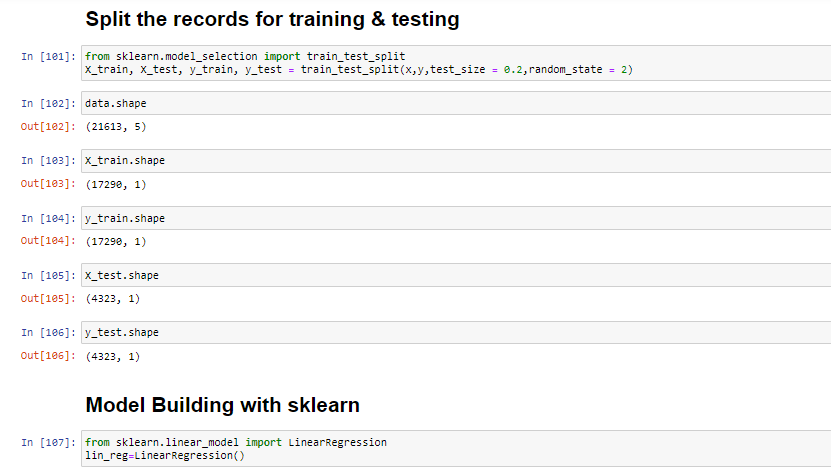 Split the records for training & testing
In [101]: from sklearn.model_selection import train_test_split
X_train, X_test, y_train, y_test = train_test_split(x,y,test_size = 0.2,random_state = 2)
In [102]: data.shape
Out[102]: (21613, 5)
In [103]: X_train.shape
Out[103]: (17290, 1)
In [104]: y_train.shape
Out[104]: (17290, 1)
In [105]: X_test.shape
Out[105]: (4323, 1)
In [106]: y_test.shape
Out[106]: (4323, 1)
Model Building with sklearn
In [107]: from sklearn.linear_model import LinearRegression
lin_reg=LinearRegression()